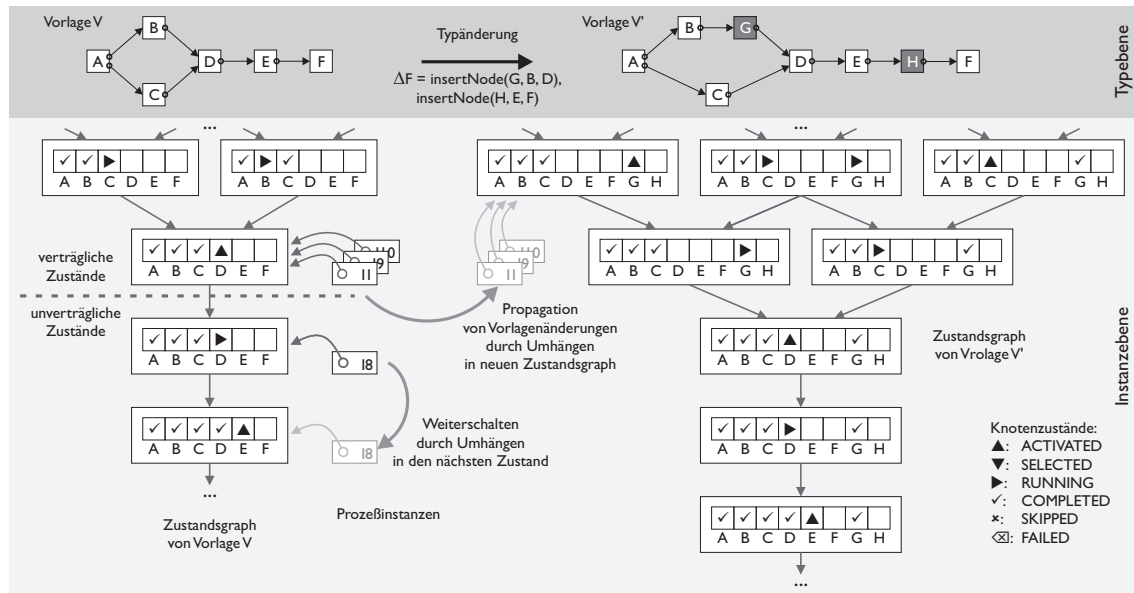 Vorlage V
Vorlage V'
A
B
C
D
E
F
Typänderung
ΔF = insertNode(G, B, D),
insertNode(H, E, F)
A
B
G
C
D
E
H
F
Typebene
...
...
A B C D E F
A B C D E F
A B C D E F G H
A B C D E F G H
A B C D E F G H
verträgliche
Zustände
A B C D E F
I10
I9
I1
I9
I1
A B C D E F G H
A B C D E F G H
unverträgliche
Zustände
A B C D E F
I8
Propagation
von Vorlagenänderungen
durch Umhängen
in neuen Zustandsgraph
A B C D E F G H
Zustandsgraph
von Vrolage V'
Instanzebene
A B C D E F
I8
Weiterschalten
durch Umhängen
in den nächsten Zustand
A B C D E F G H
...
Zustandsgraph
von Vorlage V
Prozeßinstanzen
A B C D E F G H
...
Knotenzustände:
▲: ACTIVATED
▼: SELECTED
▶: RUNNING
✓: COMPLETED
×: SKIPPED
⌫: FAILED